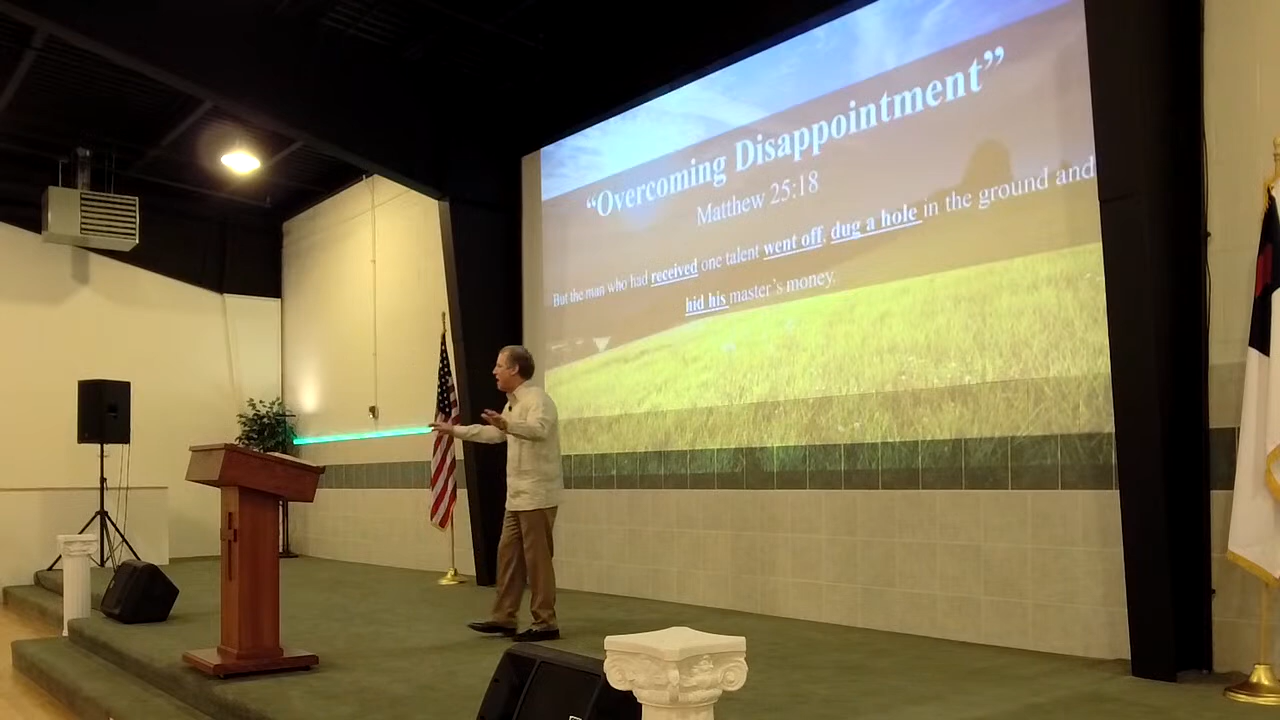 “Overcoming Disappointment”
Matthew 25:18
But the man who had received one talent went off, dug a hole in the ground and
hid his master's money.